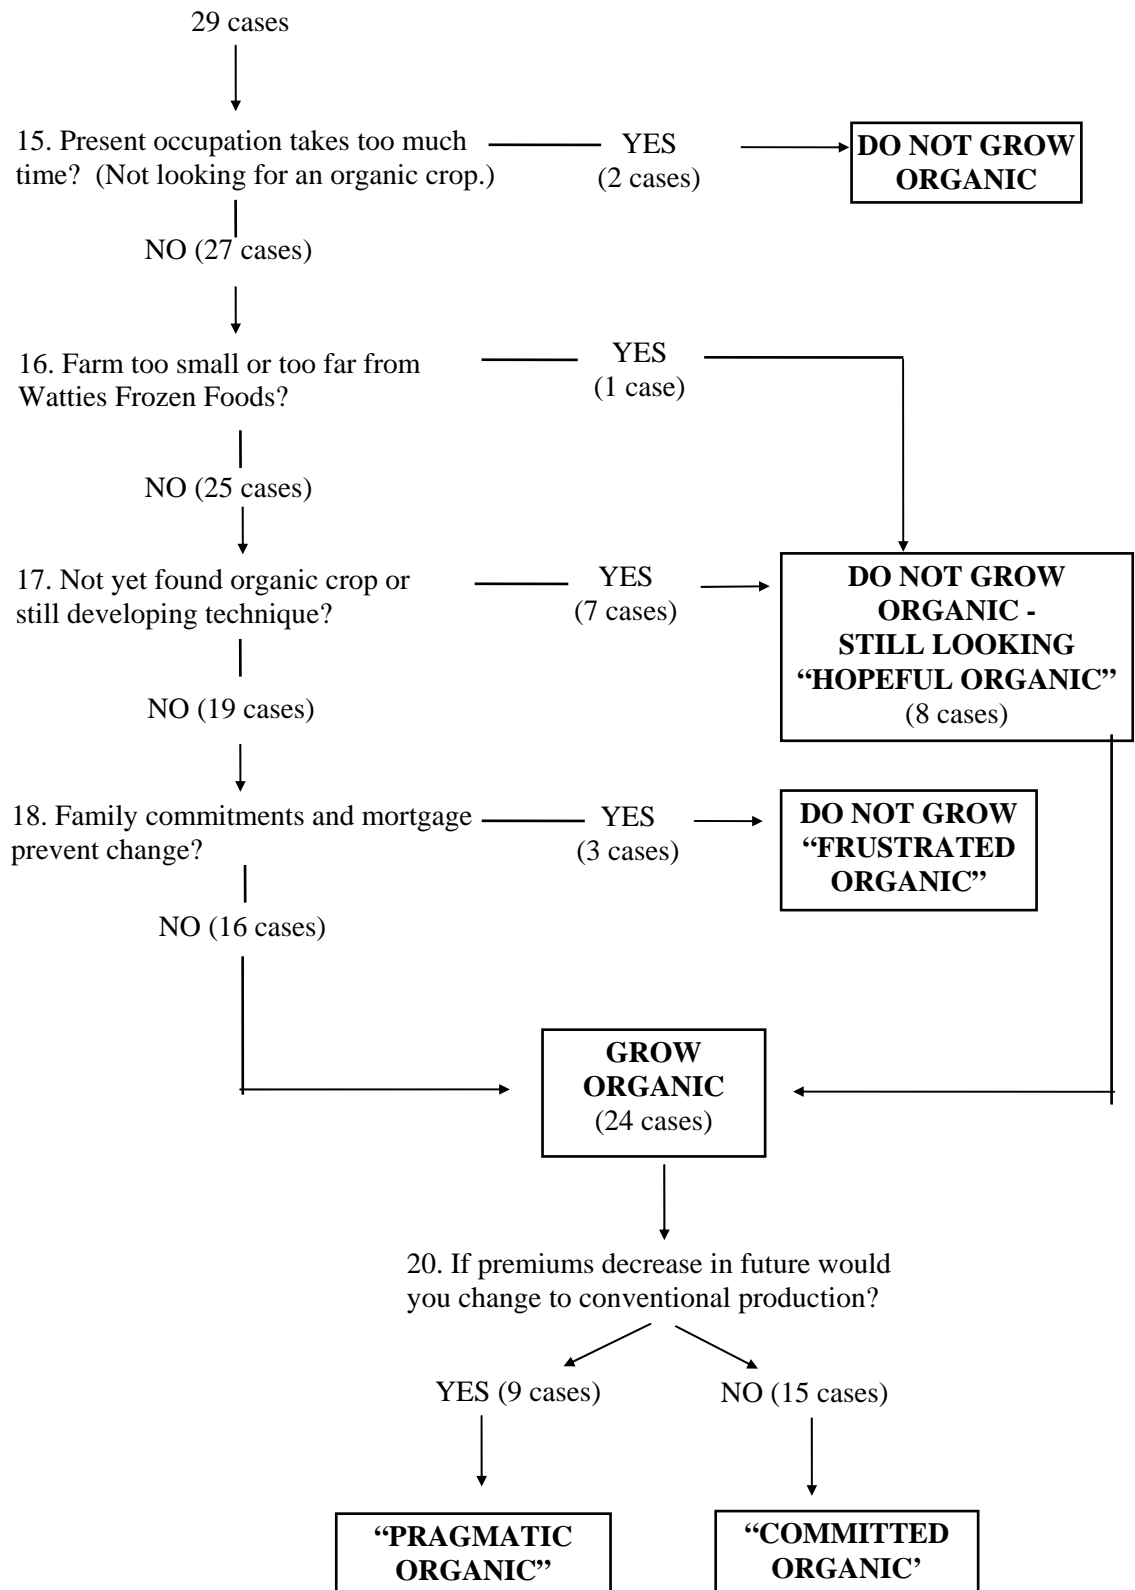 29 cases
15. Present occupation takes too much
time? (Not looking for an organic crop.)
YES
(2 cases)
DO NOT GROW
ORGANIC
NO (27 cases)
16. Farm too small or too far from
Watties Frozen Foods?
YES
(1 case)
NO (25 cases)
17. Not yet found organic crop or
still developing technique?
YES
(7 cases)
DO NOT GROW
ORGANIC -
STILL LOOKING
“HOPEFUL ORGANIC”
(8 cases)
NO (19 cases)
18. Family commitments and mortgage
prevent change?
YES
(3 cases)
DO NOT GROW
“FRUSTRATED
ORGANIC”
NO (16 cases)
GROW
ORGANIC
(24 cases)
20. If premiums decrease in future would
you change to conventional production?
YES (9 cases)
NO (15 cases)
“PRAGMATIC
ORGANIC”
“COMMITTED
ORGANIC’